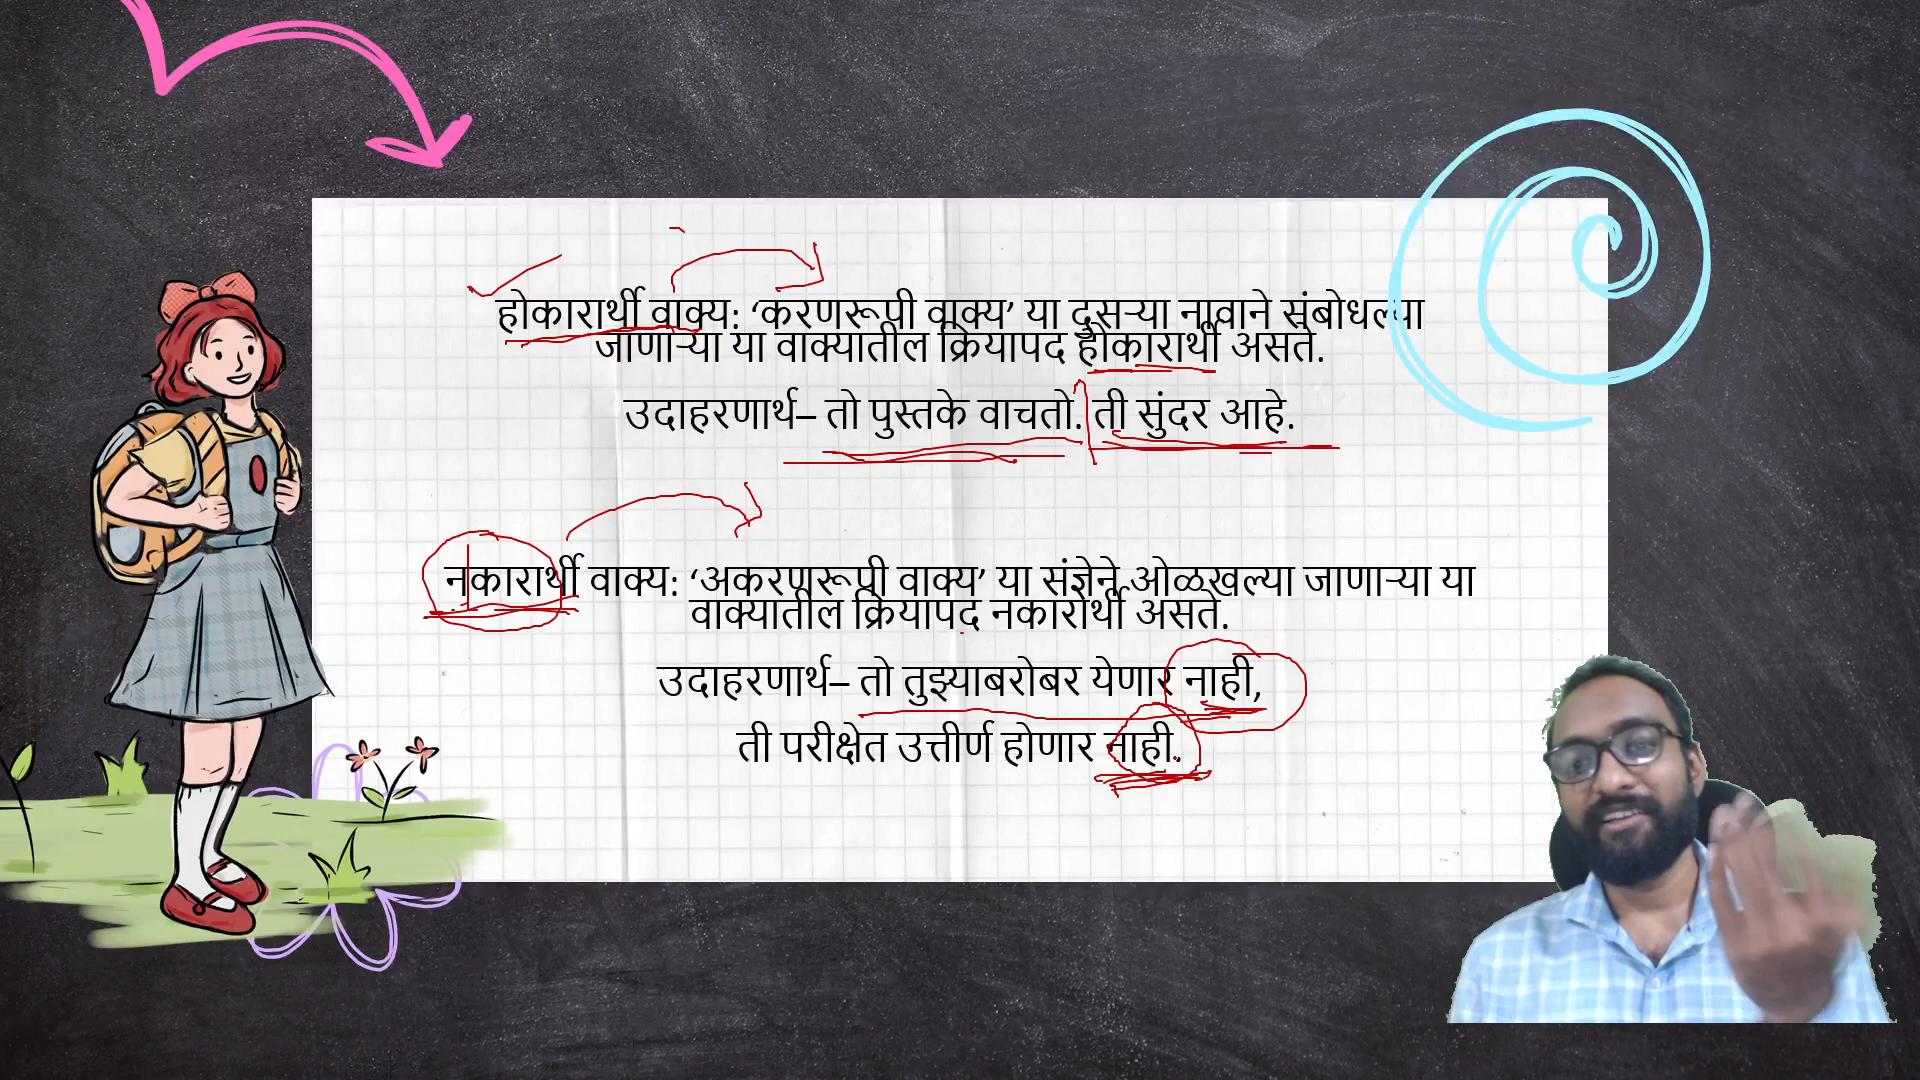 होकारार्थी वाक्य: ‘करणरूपी वाक्य’ या दुसऱ्या नावाने संबोधल्या
जाणाऱ्या या वाक्यातील क्रियापद होकारार्थी असते.
उदाहरणार्थ– तो पुस्तके वाचतो. ती सुंदर आहे.
नकारार्थी वाक्य: ‘अकरणरूपी वाक्य’ या संज्ञेने ओळखल्या जाणाऱ्या या
वाक्यातील क्रियापद नकारार्थी असते.
उदाहरणार्थ– तो तुझ्याबरोबर येणार नाही,
ती परीक्षेत उत्तीर्ण होणार नाही.